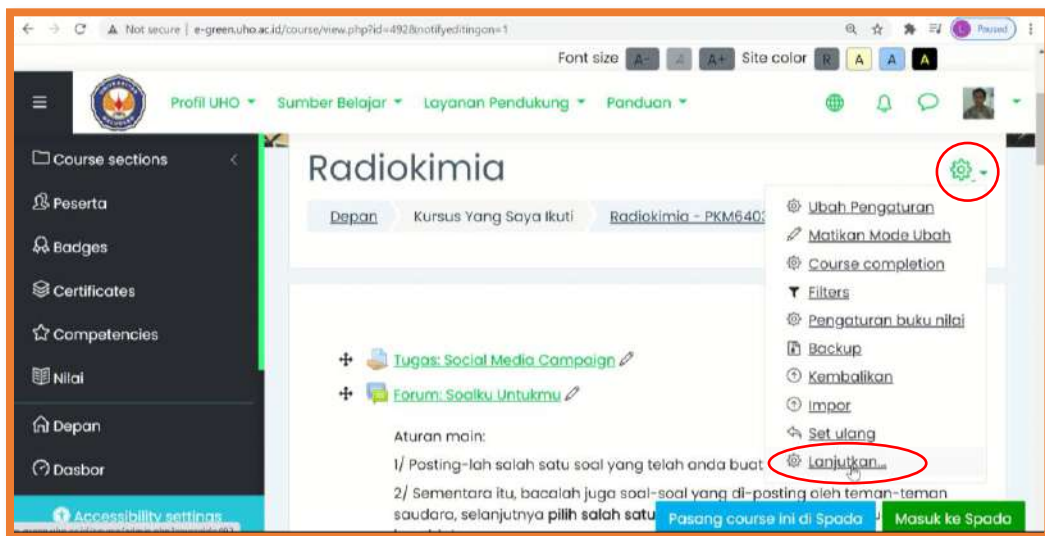 Not secure | e-green.uho.ac.id/course/view.php?id=492&notifyeditingon=1
Paused
Font size A- A A+ Site color R A A A
Profil UHO Sumber Belajar Layanan Pendukung Panduan
Course sections
Peserta
Badges
Certificates
Competencies
Nilai
Depan
Dasbor
Accessibility settings
Radiokimia
Depan Kursus Yang Saya Ikuti Radiokimia - PKM6403
Ubah Pengaturan
Matikan Mode Ubah
Course completion
Filters
Pengaturan buku nilai
Backup
Kembalikan
Impor
Set ulang
Lanjutkan...
Tugas: Social Media Campaign
Forum: Soalku Untukmu
Aturan main:
1/ Posting-lah salah satu soal yang telah anda buat
2/ Sementara itu, bacalah juga soal-soal yang di-posting oleh teman-teman
saudara, selanjutnya pilih salah satu
Pasang course ini di Spada
Masuk ke Spada